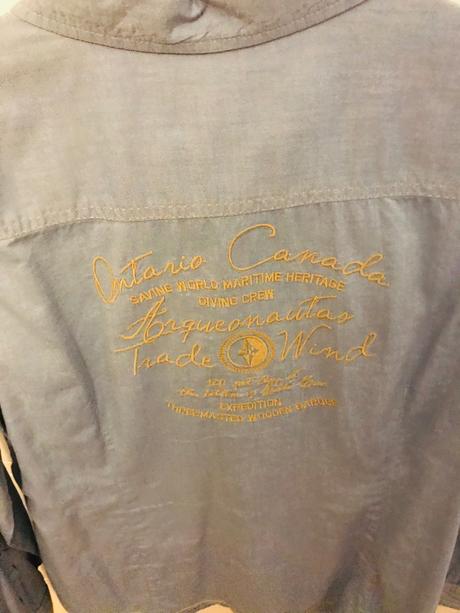 Ontario Canada
SAVING WORLD MARITIME HERITAGE
DIVING CREW
Arqueonautas
Trade Wind
EXPEDITION
THREE-MASTED WOODEN BARQUE